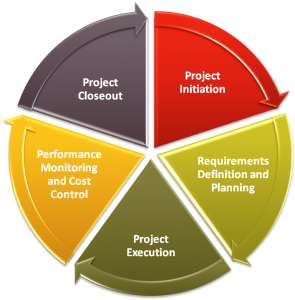 Project
Initiation
Requirements
Definition and
Planning
Project
Execution
Performance
Monitoring
and Cost
Control
Project
Closeout